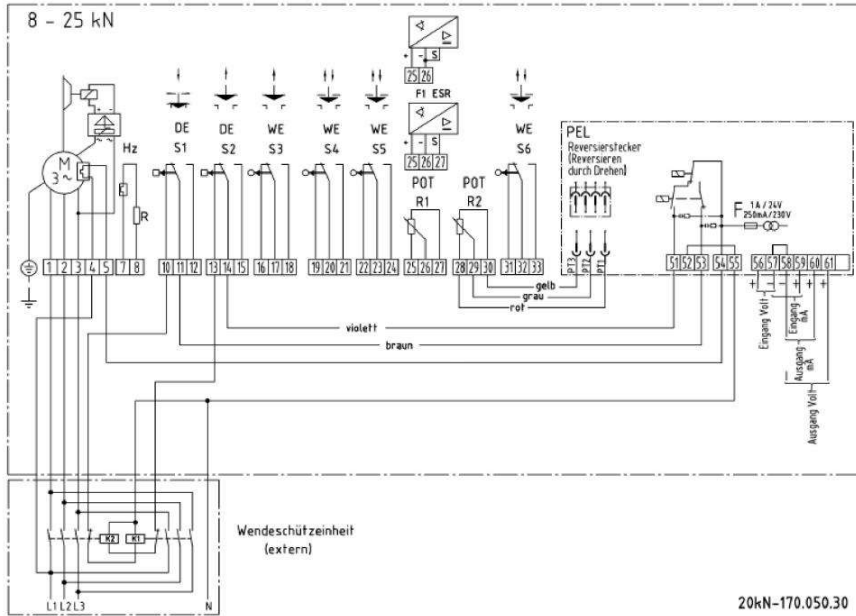 8 - 25 kN
+ - S
25 26
F1 ESR
+ - S
25 26 27
Hz
DE DE WE WE WE WE
S1 S2 S3 S4 S5 S6
M
3 ~
R
POT POT
R1 R2
PEL
Reversierstecker
(Reversieren
durch Drehen)
F 1A / 24V
250mA/230V
1 2 3 4 5 7 8 10 11 12 13 14 15 16 17 18 19 20 21 22 23 24 25 26 27 28 29 30 31 32 33
PT3 PT2 PT1
51 52 53 54 55 56 57 58 59 60 61
gelb
grau
rot
violett
braun
+ - - + + +
Eingang Volt
Eingang mA
Ausgang mA
Ausgang Volt
K2 K1
Wendeschützeinheit
(extern)
L1 L2 L3 N
20kN-170.050.30